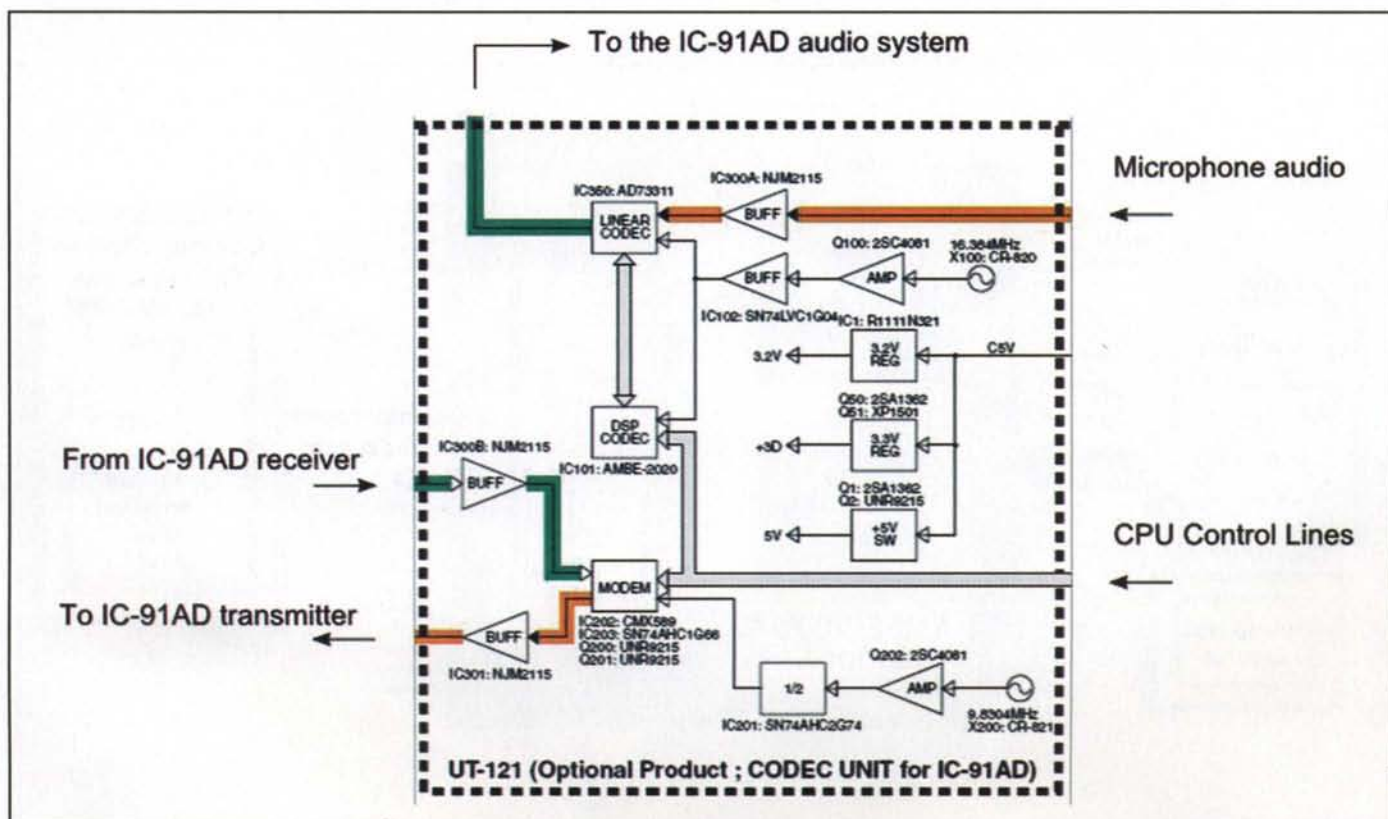 To the IC-91AD audio system
Microphone audio
IC350: AD73311
LINEAR
CODEC
IC300A: NJM2115
BUFF
Q100: 2SC4081
AMP
16.384MHz
X100: CR-820
BUFF
IC102: SN74LVC1G04
IC1: R1111N321
3.2V
3.2V
REG
C5V
Q50: 2SA1362
Q51: XP1501
+3D
3.3V
REG
DSP
CODEC
IC101: AMBE-2020
IC300B: NJM2115
BUFF
From IC-91AD receiver
Q1: 2SA1362
Q2: UNR9215
5V
+5V
SW
CPU Control Lines
MODEM
IC202: CMX589
IC203: SN74AHC1G66
Q200: UNR9215
Q201: UNR9215
To IC-91AD transmitter
BUFF
IC301: NJM2115
Q202: 2SC4081
1/2
AMP
IC201: SN74AHC2G74
9.8304MHz
X200: CR-821
UT-121 (Optional Product ; CODEC UNIT for IC-91AD)